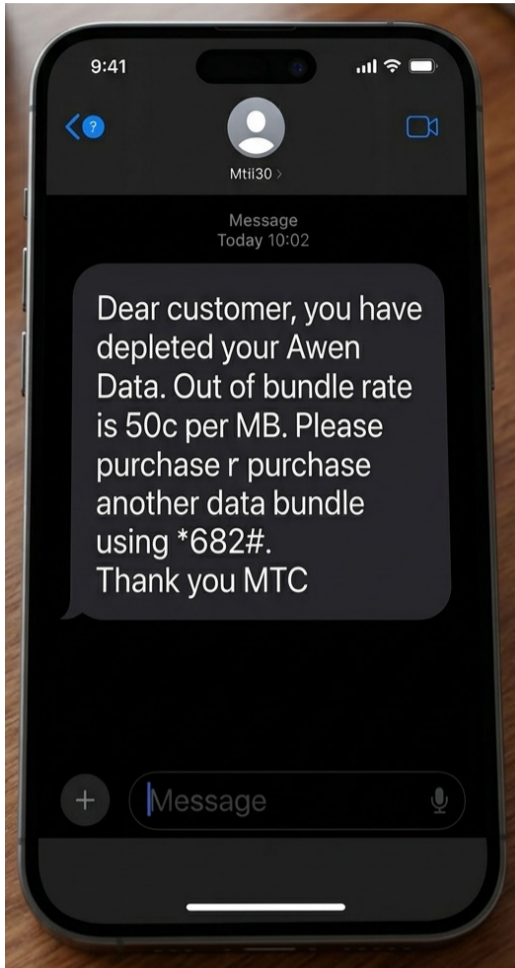 9:41
?
Mtii30 >
Message
Today 10:02
Dear customer, you have
depleted your Awen
Data. Out of bundle rate
is 50c per MB. Please
purchase r purchase
another data bundle
using *682#.
Thank you MTC
Message